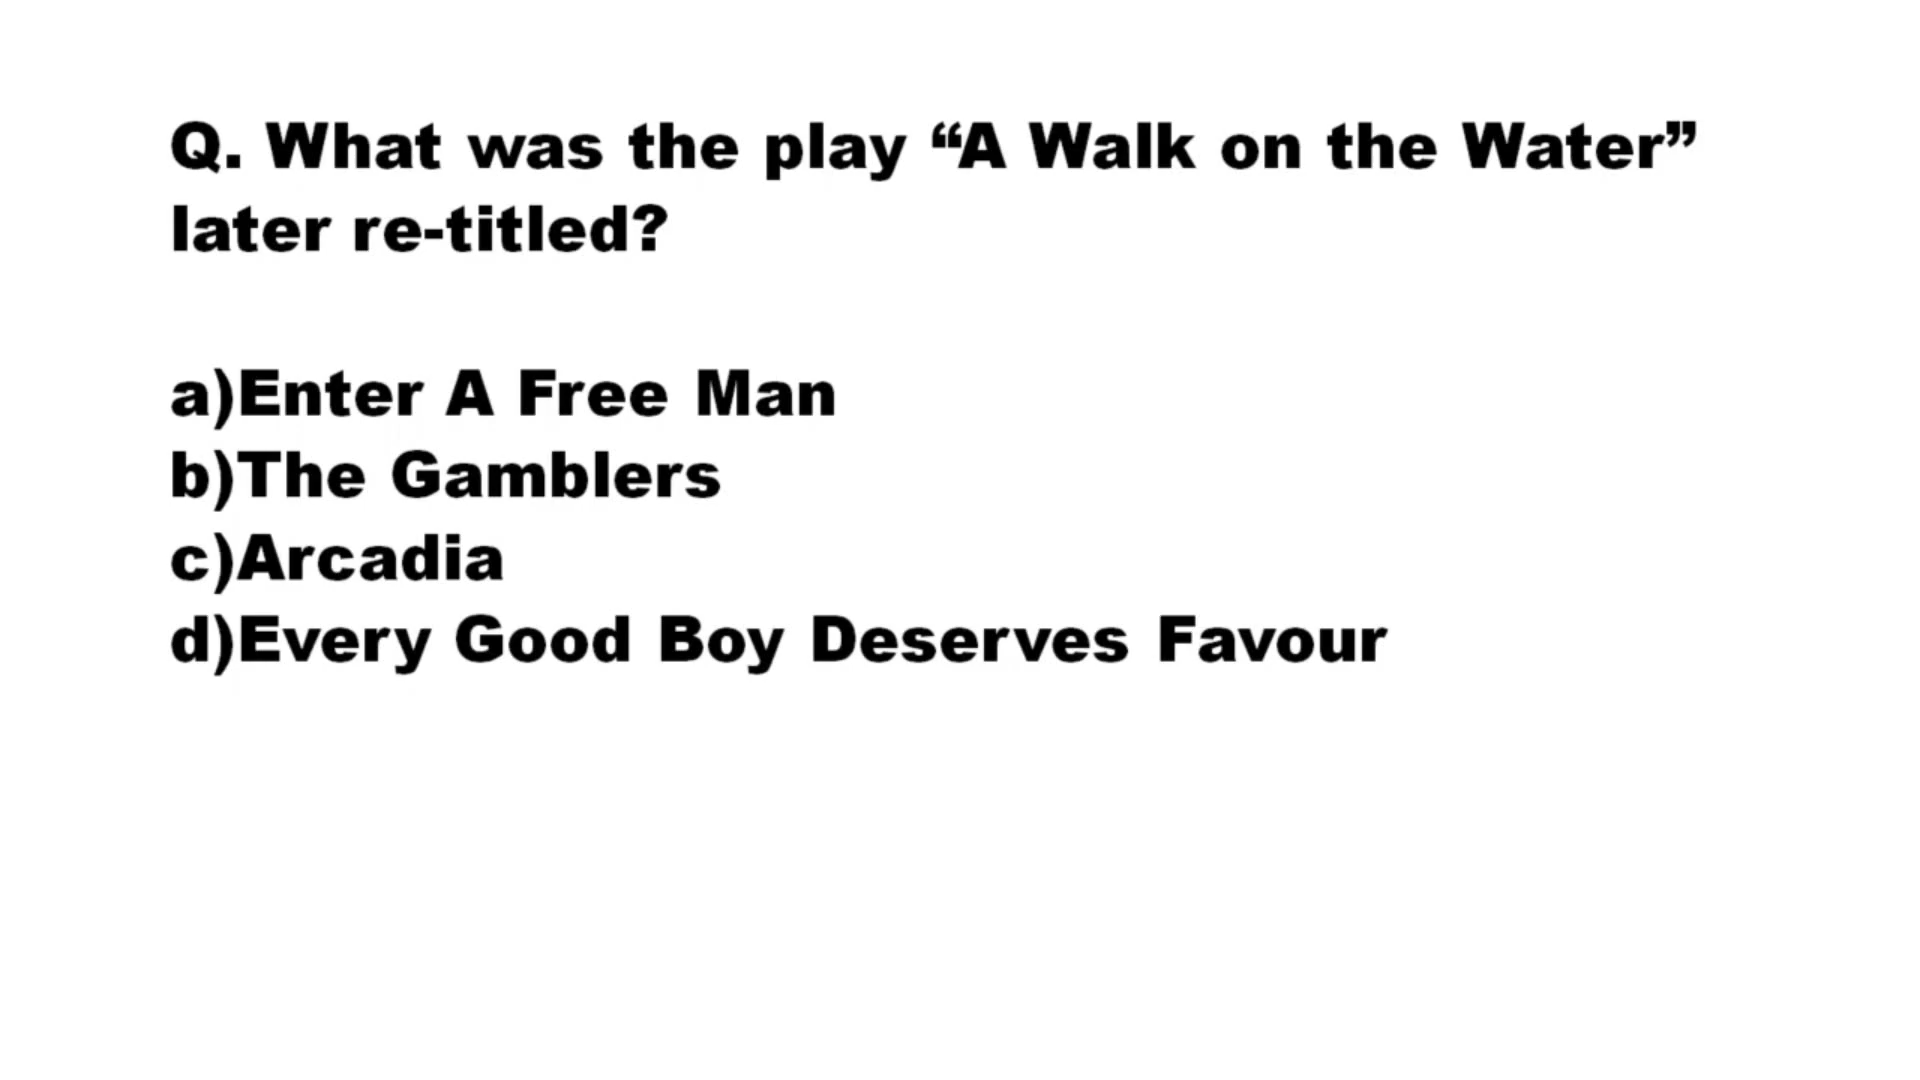 Q. What was the play “A Walk on the Water”
later re-titled?
a)Enter A Free Man
b)The Gamblers
c)Arcadia
d)Every Good Boy Deserves Favour